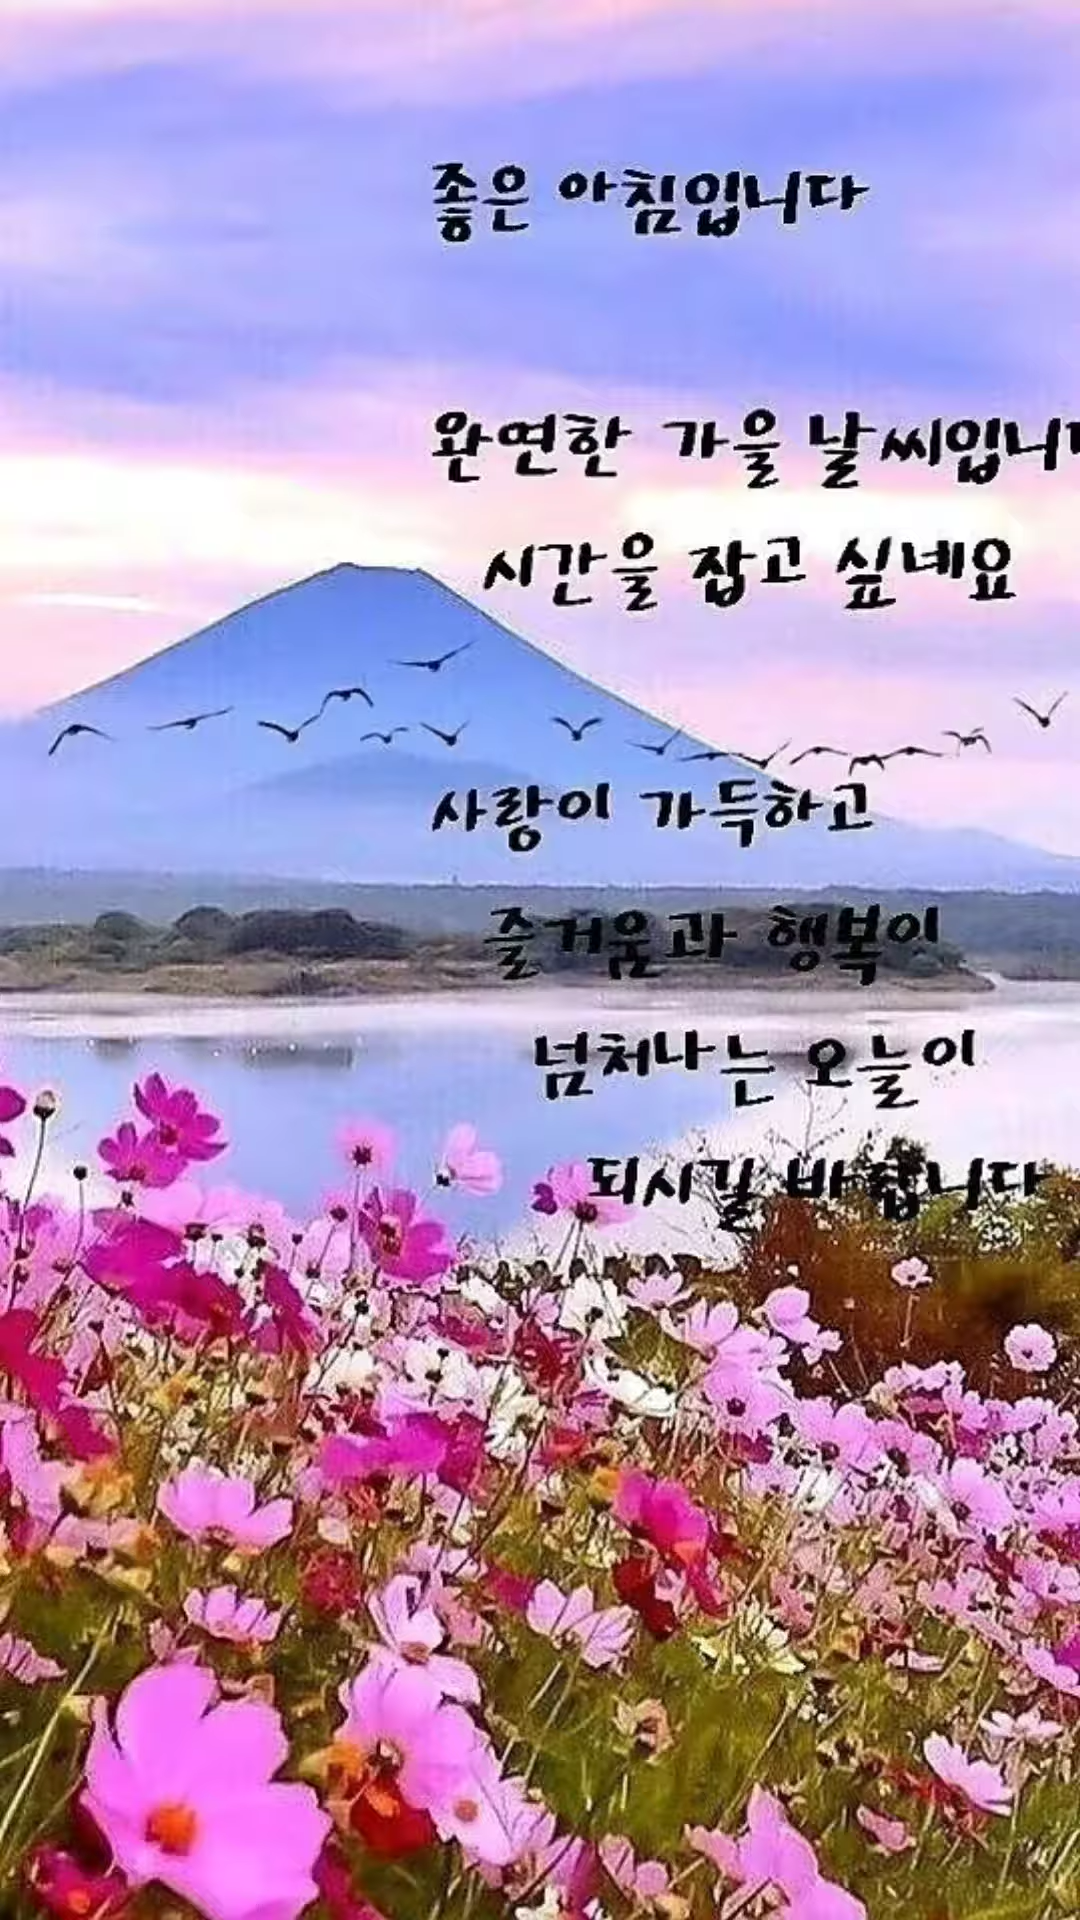 좋은 아침입니다
완연한 가을 날씨입니다
시간을 잡고 싶네요
사랑이 가득하고
즐거움과 행복이
넘처나는 오늘이
되시길 바랍니다